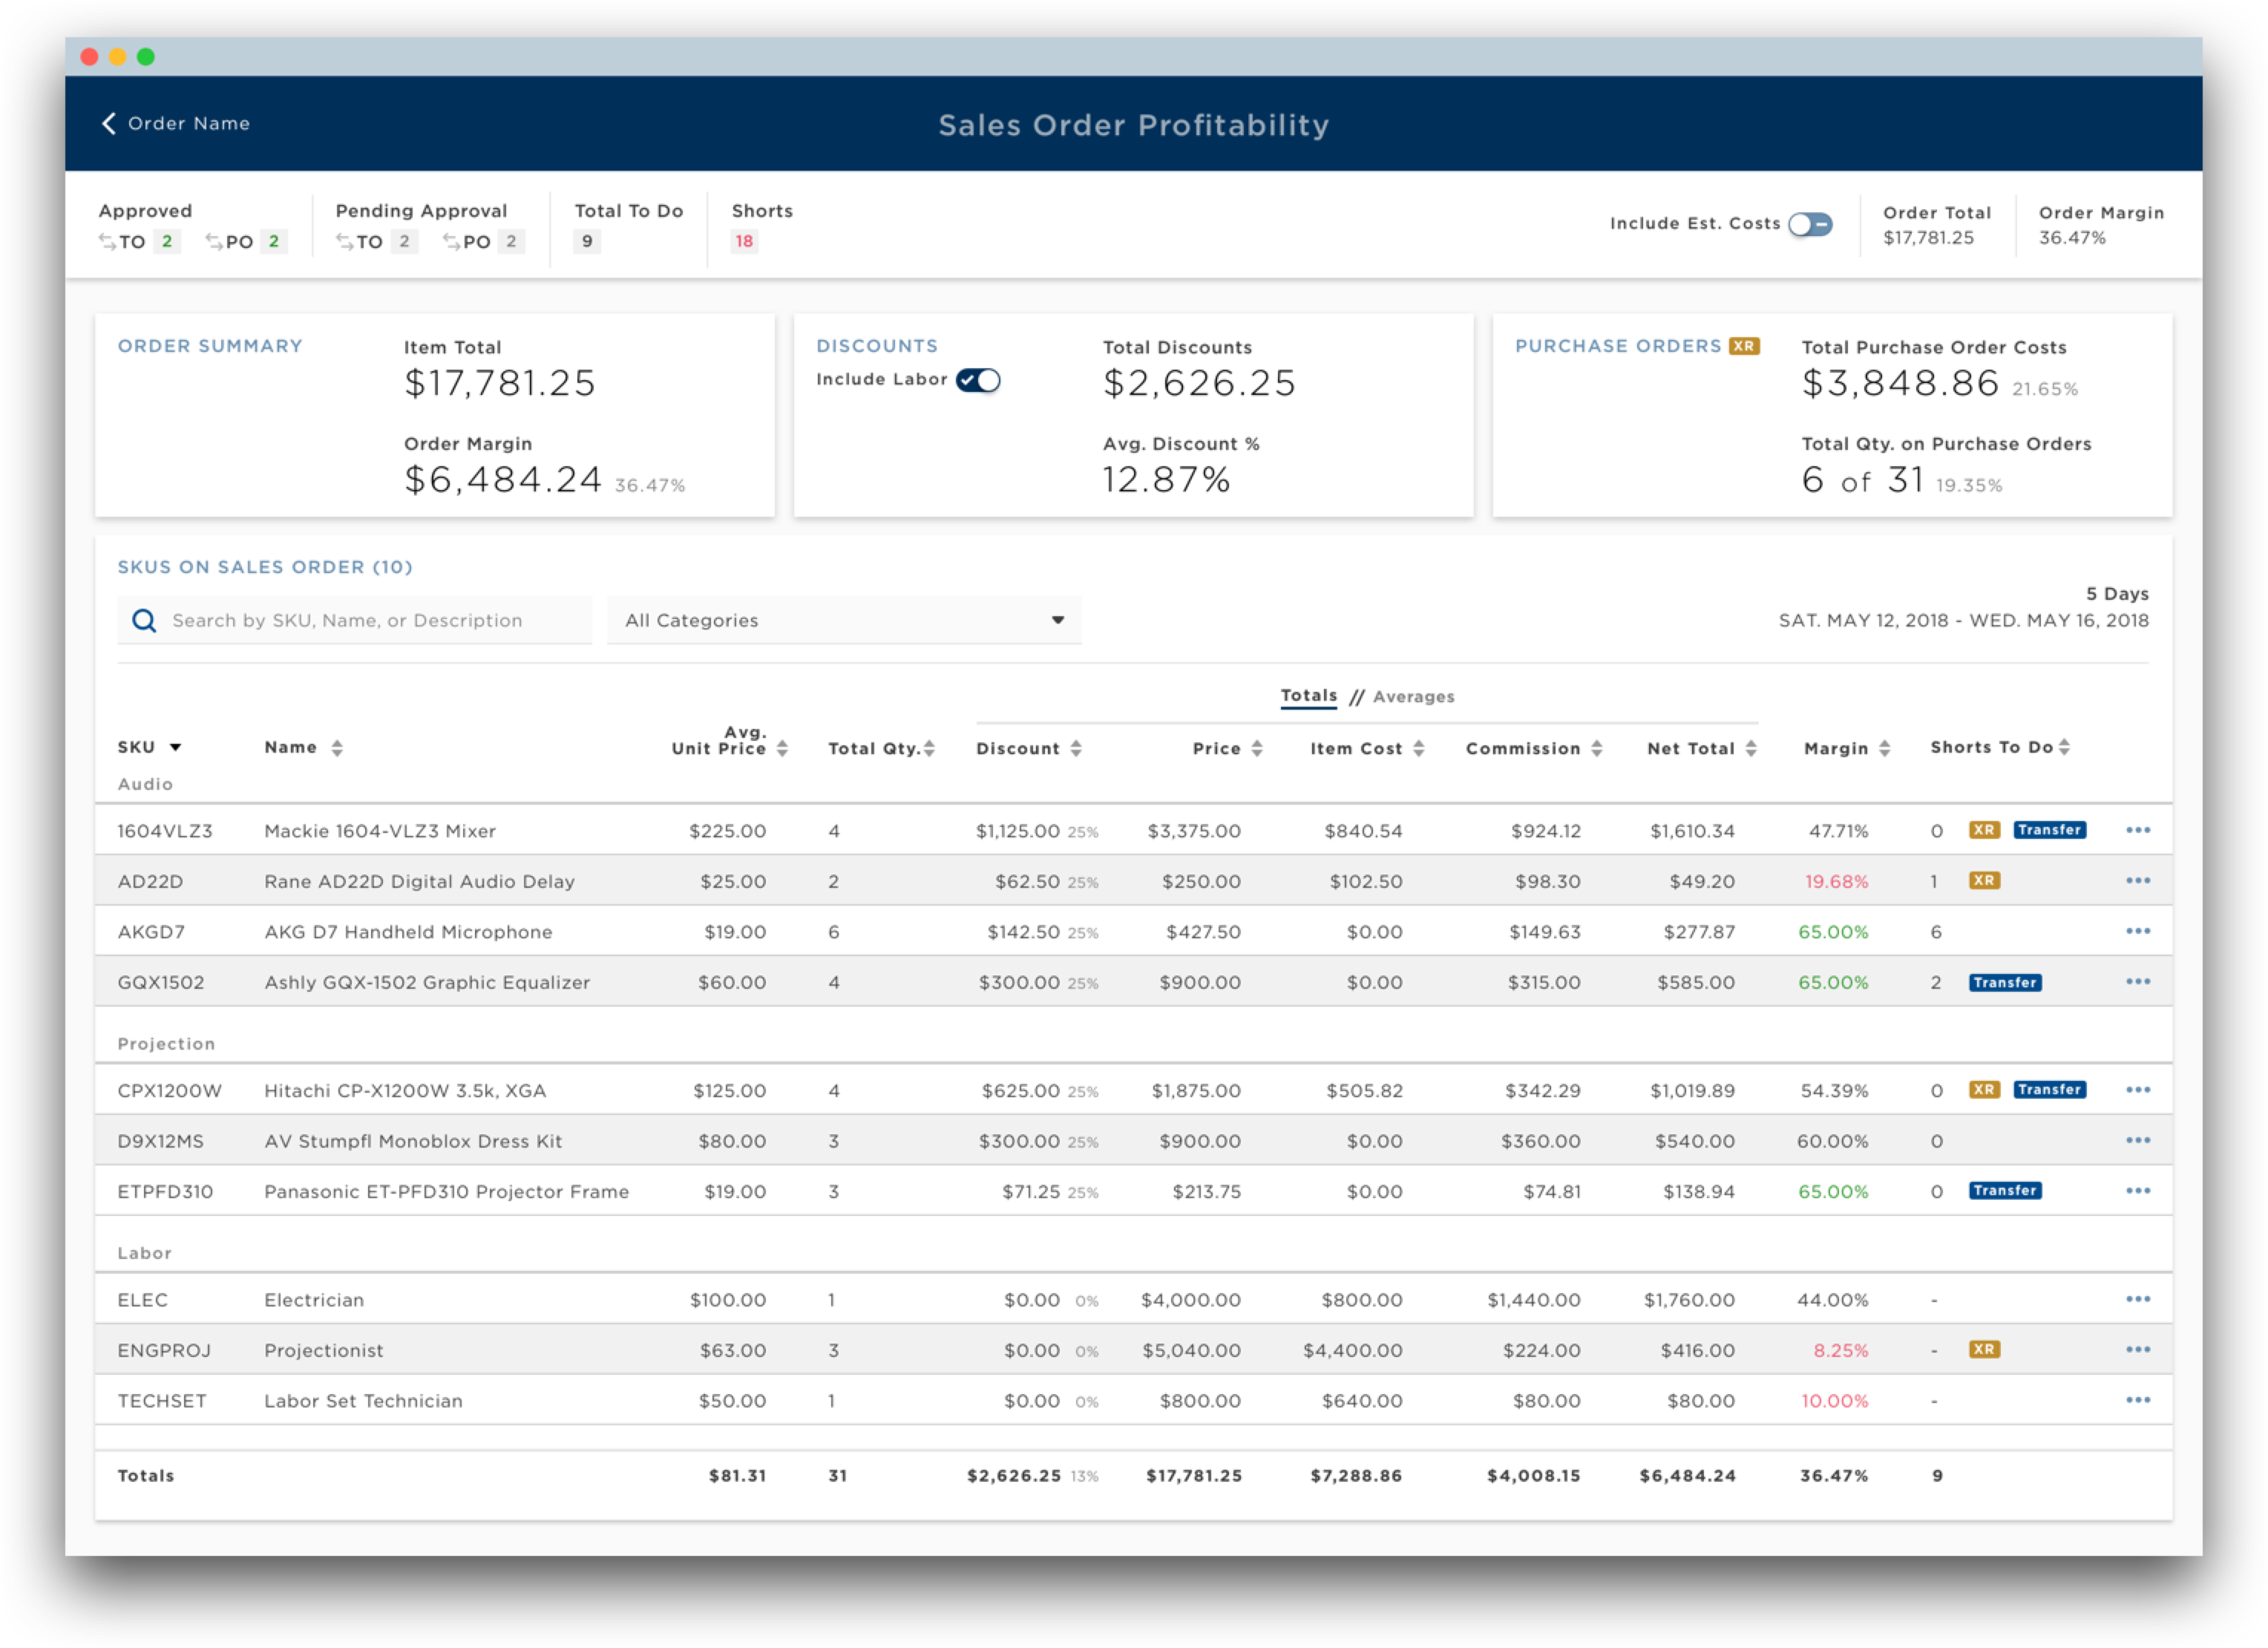 Order Name
Sales Order Profitability
Approved
TO 2 PO 2
Pending Approval
TO 2 PO 2
Total To Do
9
Shorts
18
Include Est. Costs
Order Total
$17,781.25
Order Margin
36.47%
ORDER SUMMARY
Item Total
$17,781.25
Order Margin
$6,484.24 36.47%
DISCOUNTS
Include Labor
Total Discounts
$2,626.25
Avg. Discount %
12.87%
PURCHASE ORDERS XR
Total Purchase Order Costs
$3,848.86 21.65%
Total Qty. on Purchase Orders
6 of 31 19.35%
SKUS ON SALES ORDER (10)
Search by SKU, Name, or Description
All Categories
5 Days
SAT. MAY 12, 2018 - WED. MAY 16, 2018
Totals // Averages
SKU Name Avg. Unit Price Total Qty. Discount Price Item Cost Commission Net Total Margin Shorts To Do
Audio
1604VLZ3 Mackie 1604-VLZ3 Mixer $225.00 4 $1,125.00 25% $3,375.00 $840.54 $924.12 $1,610.34 47.71% 0 XR Transfer
AD22D Rane AD22D Digital Audio Delay $25.00 2 $62.50 25% $250.00 $102.50 $98.30 $49.20 19.68% 1 XR
AKGD7 AKG D7 Handheld Microphone $19.00 6 $142.50 25% $427.50 $0.00 $149.63 $277.87 65.00% 6
GQX1502 Ashly GQX-1502 Graphic Equalizer $60.00 4 $300.00 25% $900.00 $0.00 $315.00 $585.00 65.00% 2 Transfer
Projection
CPX1200W Hitachi CP-X1200W 3.5k, XGA $125.00 4 $625.00 25% $1,875.00 $505.82 $342.29 $1,019.89 54.39% 0 XR Transfer
D9X12MS AV Stumpfl Monoblox Dress Kit $80.00 3 $300.00 25% $900.00 $0.00 $360.00 $540.00 60.00% 0
ETPFD310 Panasonic ET-PFD310 Projector Frame $19.00 3 $71.25 25% $213.75 $0.00 $74.81 $138.94 65.00% 0 Transfer
Labor
ELEC Electrician $100.00 1 $0.00 0% $4,000.00 $800.00 $1,440.00 $1,760.00 44.00% -
ENGPROJ Projectionist $63.00 3 $0.00 0% $5,040.00 $4,400.00 $224.00 $416.00 8.25% - XR
TECHSET Labor Set Technician $50.00 1 $0.00 0% $800.00 $640.00 $80.00 $80.00 10.00% -
Totals $81.31 31 $2,626.25 13% $17,781.25 $7,288.86 $4,008.15 $6,484.24 36.47% 9